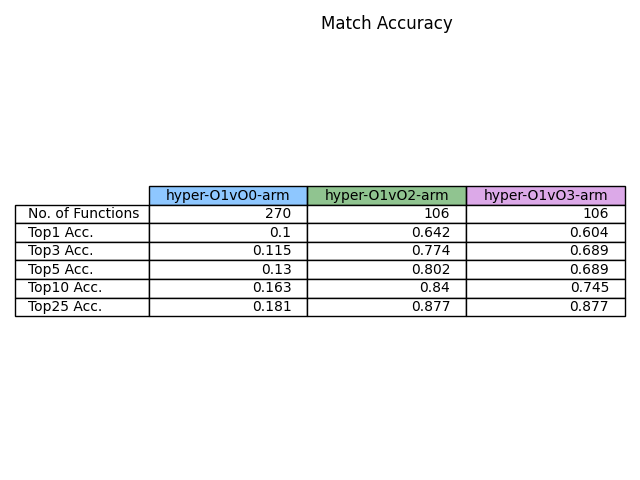 Match Accuracy
hyper-O1vO0-arm hyper-O1vO2-arm hyper-O1vO3-arm
No. of Functions 270 106 106
Top1 Acc. 0.1 0.642 0.604
Top3 Acc. 0.115 0.774 0.689
Top5 Acc. 0.13 0.802 0.689
Top10 Acc. 0.163 0.84 0.745
Top25 Acc. 0.181 0.877 0.877